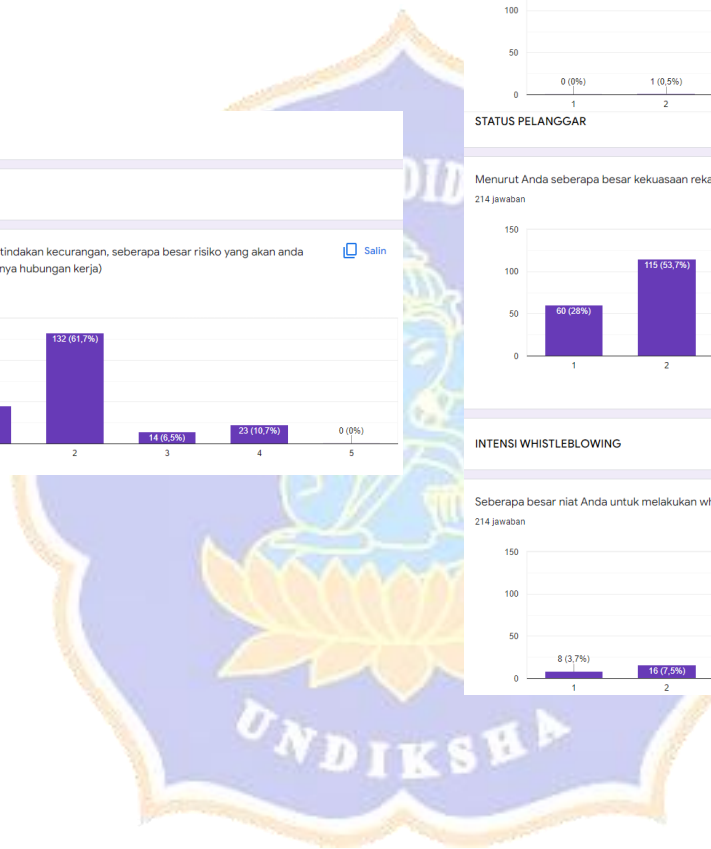 tindakan kecurangan, seberapa besar risiko yang akan anda
nya hubungan kerja)
Salin
132 (61,7%)
14 (6,5%)
23 (10,7%)
0 (0%)
2 3 4 5
100
50
0
0 (0%)
1 (0,5%)
1 2
STATUS PELANGGAR
Menurut Anda seberapa besar kekuasaan reka
214 jawaban
150
100
50
0
60 (28%)
115 (53,7%)
1 2
INTENSI WHISTLEBLOWING
Seberapa besar niat Anda untuk melakukan wh
214 jawaban
150
100
50
0
8 (3,7%)
16 (7,5%)
1 2
UNDIKSHA